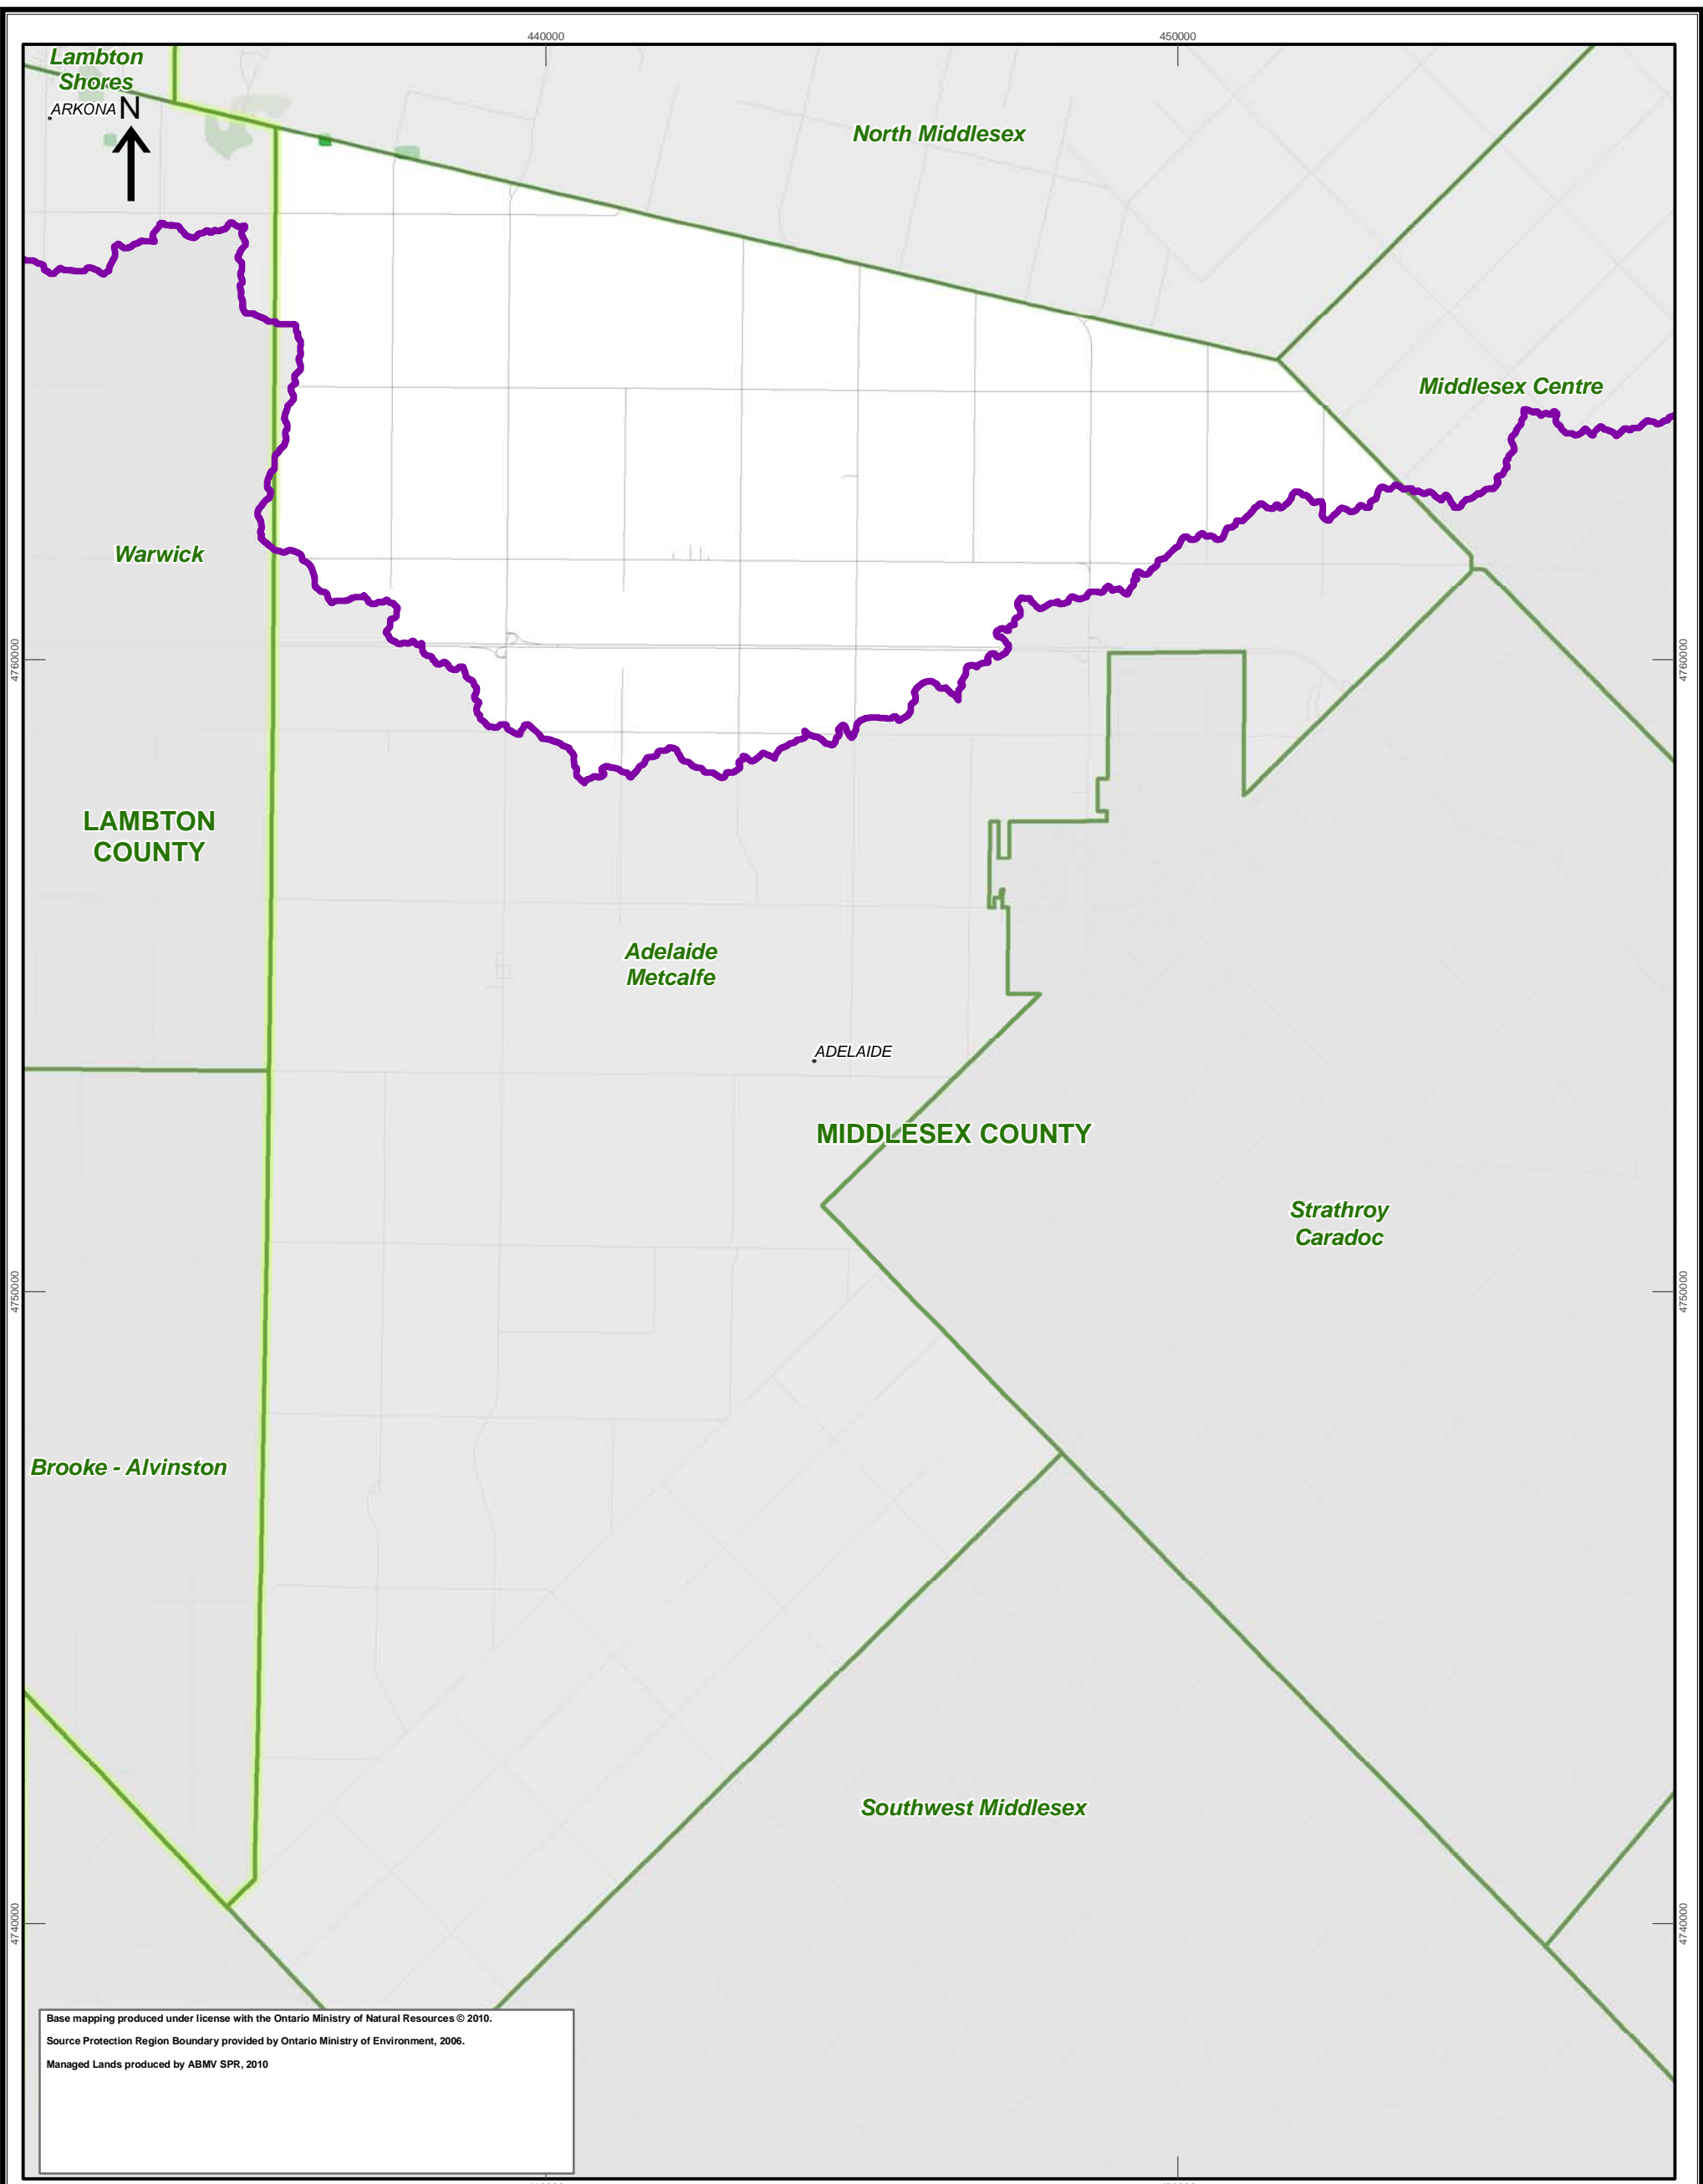 440000
450000
Lambton
Shores
ARKONA
N
North Middlesex
Middlesex Centre
Warwick
4760000
4760000
LAMBTON
COUNTY
Adelaide
Metcalfe
ADELAIDE
MIDDLESEX COUNTY
Strathroy
Caradoc
4750000
4750000
Brooke - Alvinston
Southwest Middlesex
4740000
4740000
Base mapping produced under license with the Ontario Ministry of Natural Resources © 2010.
Source Protection Region Boundary provided by Ontario Ministry of Environment, 2006.
Managed Lands produced by ABMV SPR, 2010